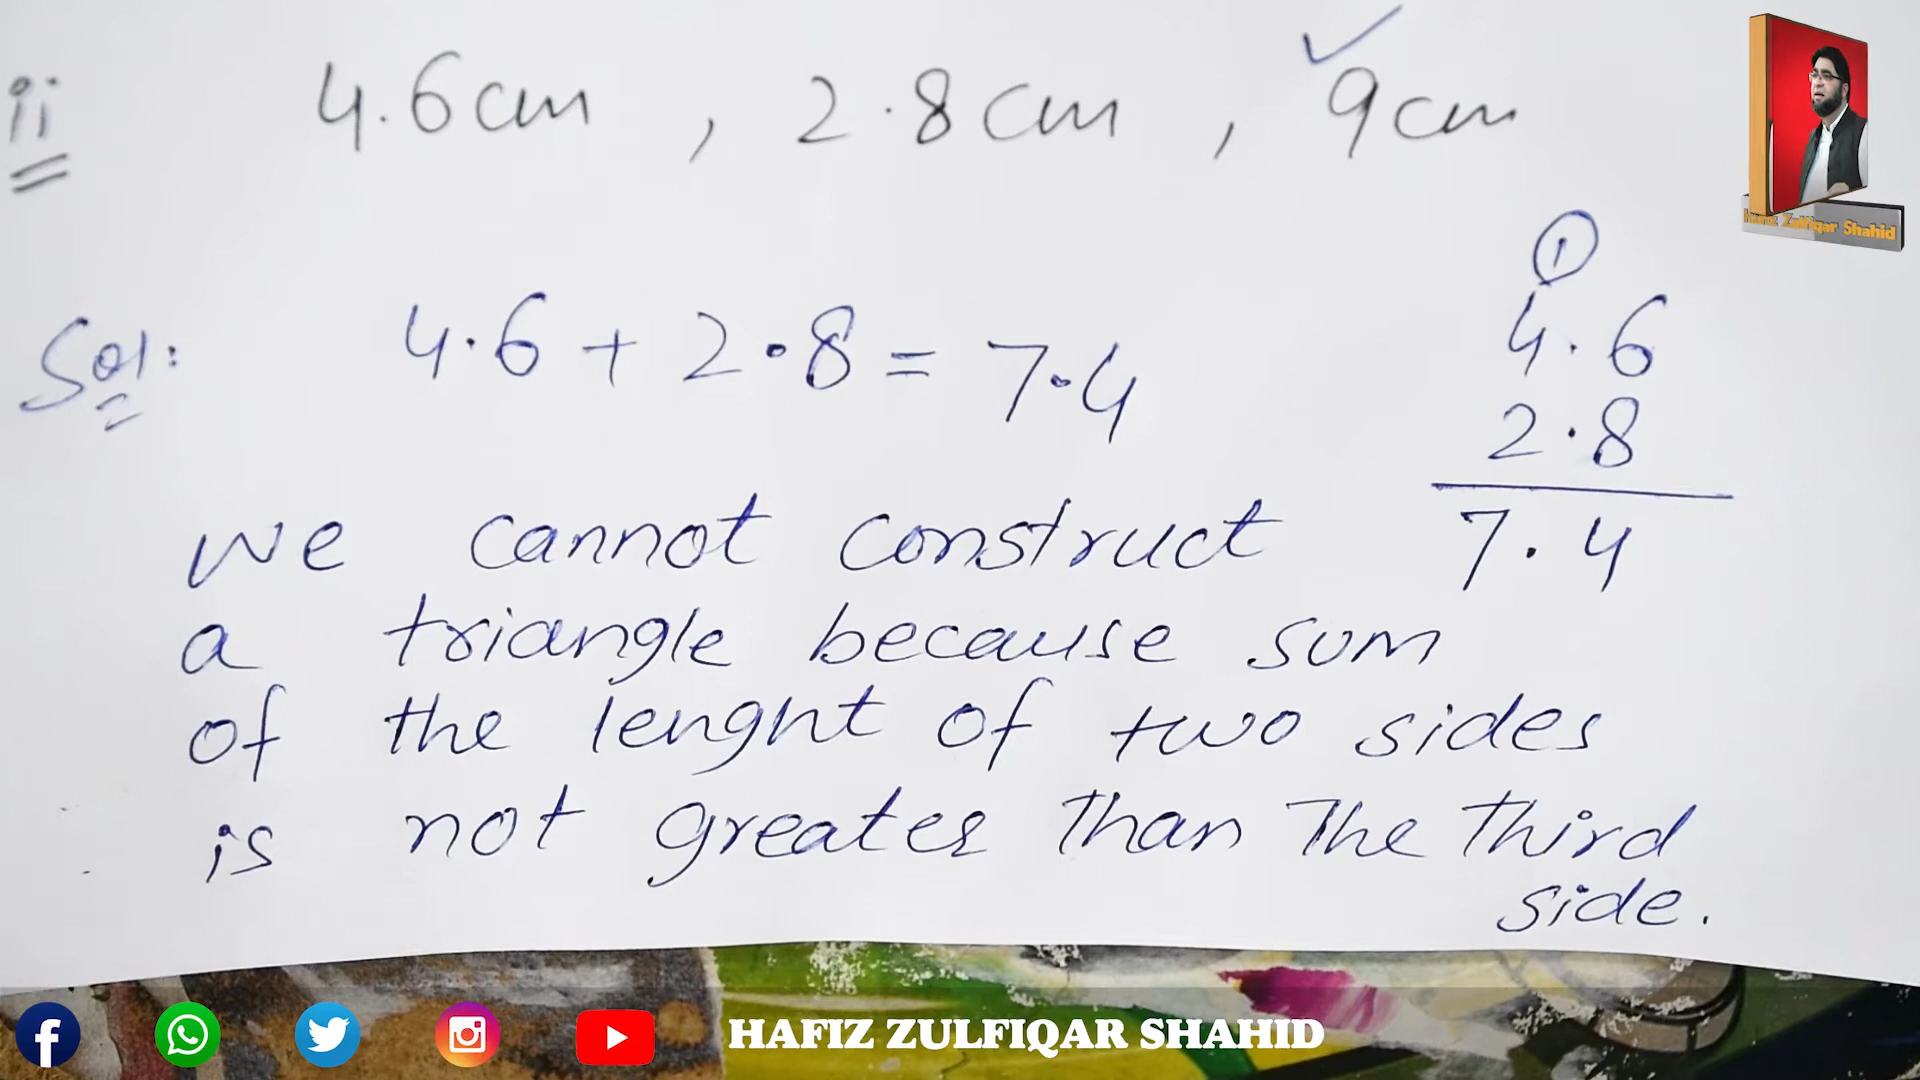 ii 4.6cm , 2.8cm , 9cm
Sol: 4.6 + 2.8 = 7.4
1
4.6
2.8
7.4
we cannot construct
a triangle because sum
of the lenght of two sides
is not greater than The third
side.
Hafiz Zulfiqar Shahid
HAFIZ ZULFIQAR SHAHID